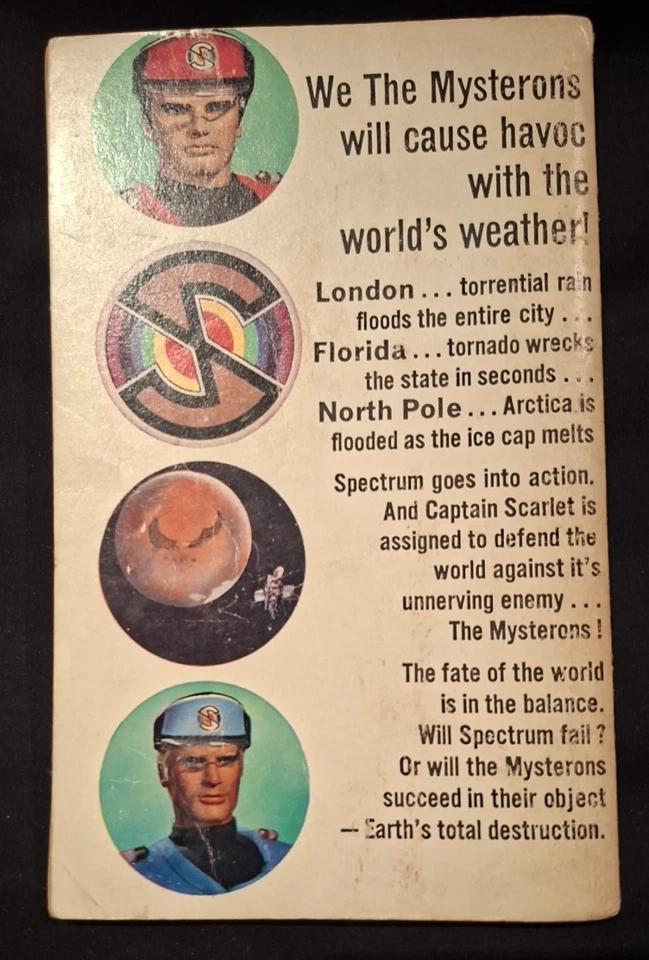 We The Mysterons
will cause havoc
with the
world's weather!
London ... torrential rain
floods the entire city ...
Florida ... tornado wrecks
the state in seconds ...
North Pole ... Arctica is
flooded as the ice cap melts
Spectrum goes into action.
And Captain Scarlet is
assigned to defend the
world against it's
unnerving enemy ...
The Mysterons !
The fate of the world
is in the balance.
Will Spectrum fail ?
Or will the Mysterons
succeed in their object
— Earth's total destruction.